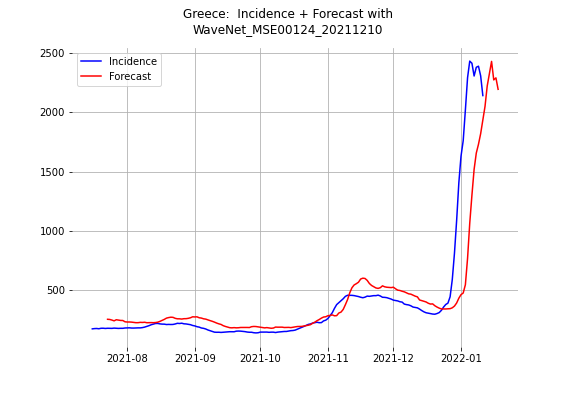 Greece:  Incidence + Forecast with
WaveNet_MSE00124_20211210
2500
2000
1500
1000
500
Incidence
Forecast
2021-08
2021-09
2021-10
2021-11
2021-12
2022-01